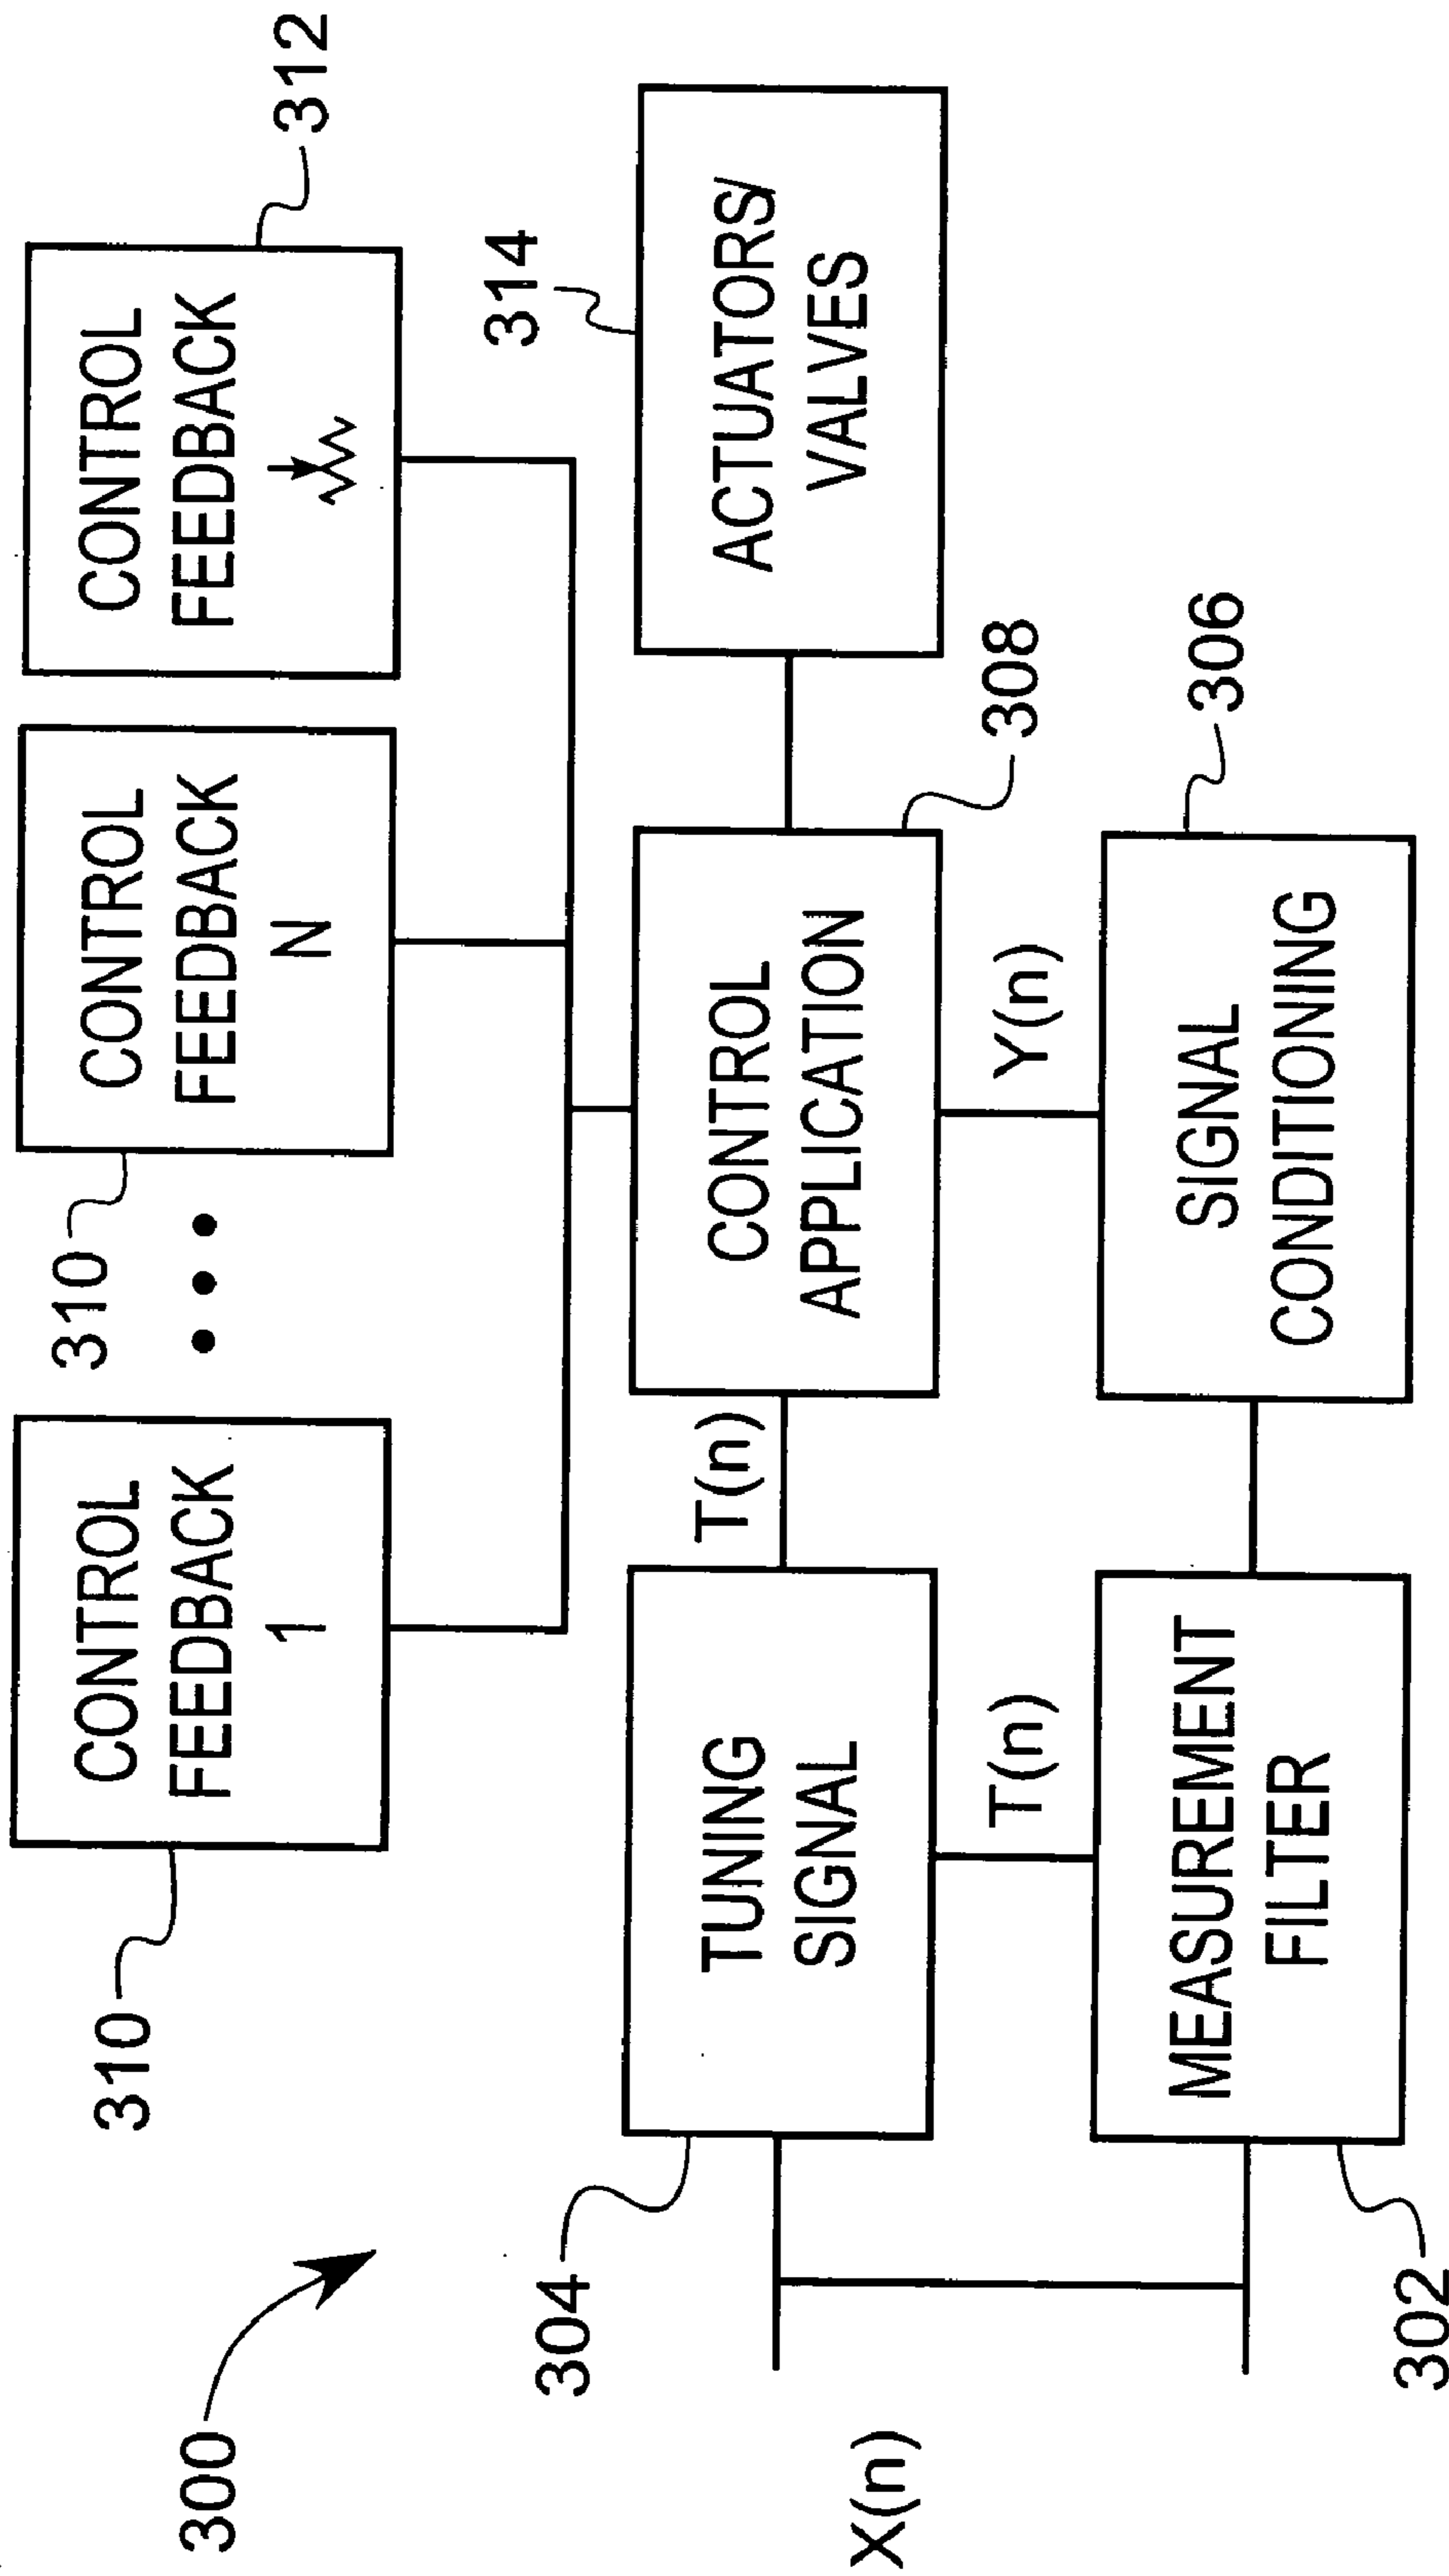 300
310
CONTROL
FEEDBACK
1
310
CONTROL
FEEDBACK
N
CONTROL
FEEDBACK
312
X(n)
304
TUNING
SIGNAL
T(n)
CONTROL
APPLICATION
308
314
ACTUATORS/
VALVES
T(n)
Y(n)
302
MEASUREMENT
FILTER
SIGNAL
CONDITIONING
306